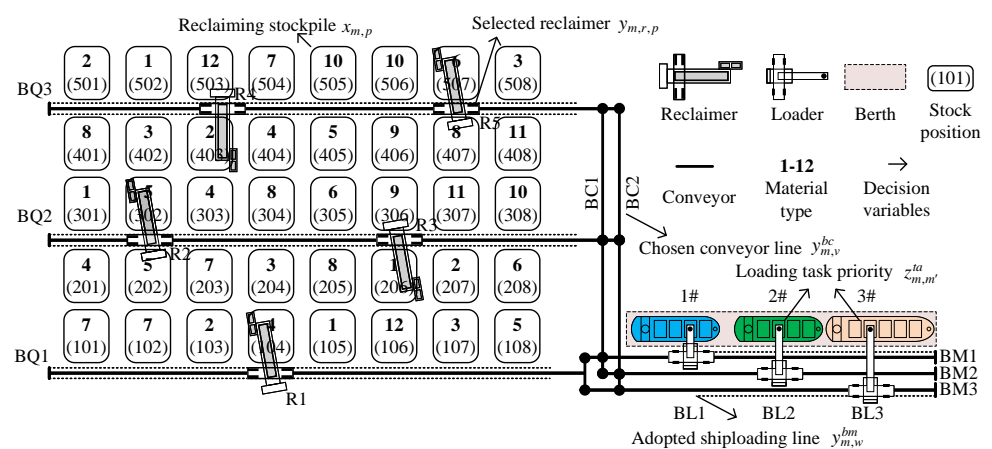 Reclaiming stockpile x_{m,p}
Selected reclaimer y_{m,r,p}
2 1 12 7 10 10 6 3
(501) (502) (503) (504) (505) (506) (507) (508)
BQ3
R4
R5
8 3 2 4 5 9 8 11
(401) (402) (403) (404) (405) (406) (407) (408)
1 4 8 6 9 11 10
(301) (302) (303) (304) (305) (306) (307) (308)
BQ2
R2
R3
4 5 7 3 8 1 2 6
(201) (202) (203) (204) (205) (206) (207) (208)
7 7 2 4 1 12 3 5
(101) (102) (103) (104) (105) (106) (107) (108)
BQ1
R1
BC1
BC2
Reclaimer
Loader
Berth
(101)
Stock
position
Conveyor
1-12
Material
type
Decision
variables
Chosen conveyor line y^{bc}_{m,v}
Loading task priority z^{ta}_{m,m'}
1# 2# 3#
BM1
BM2
BM3
BL1 BL2 BL3
Adopted shiploading line y^{bm}_{m,w}